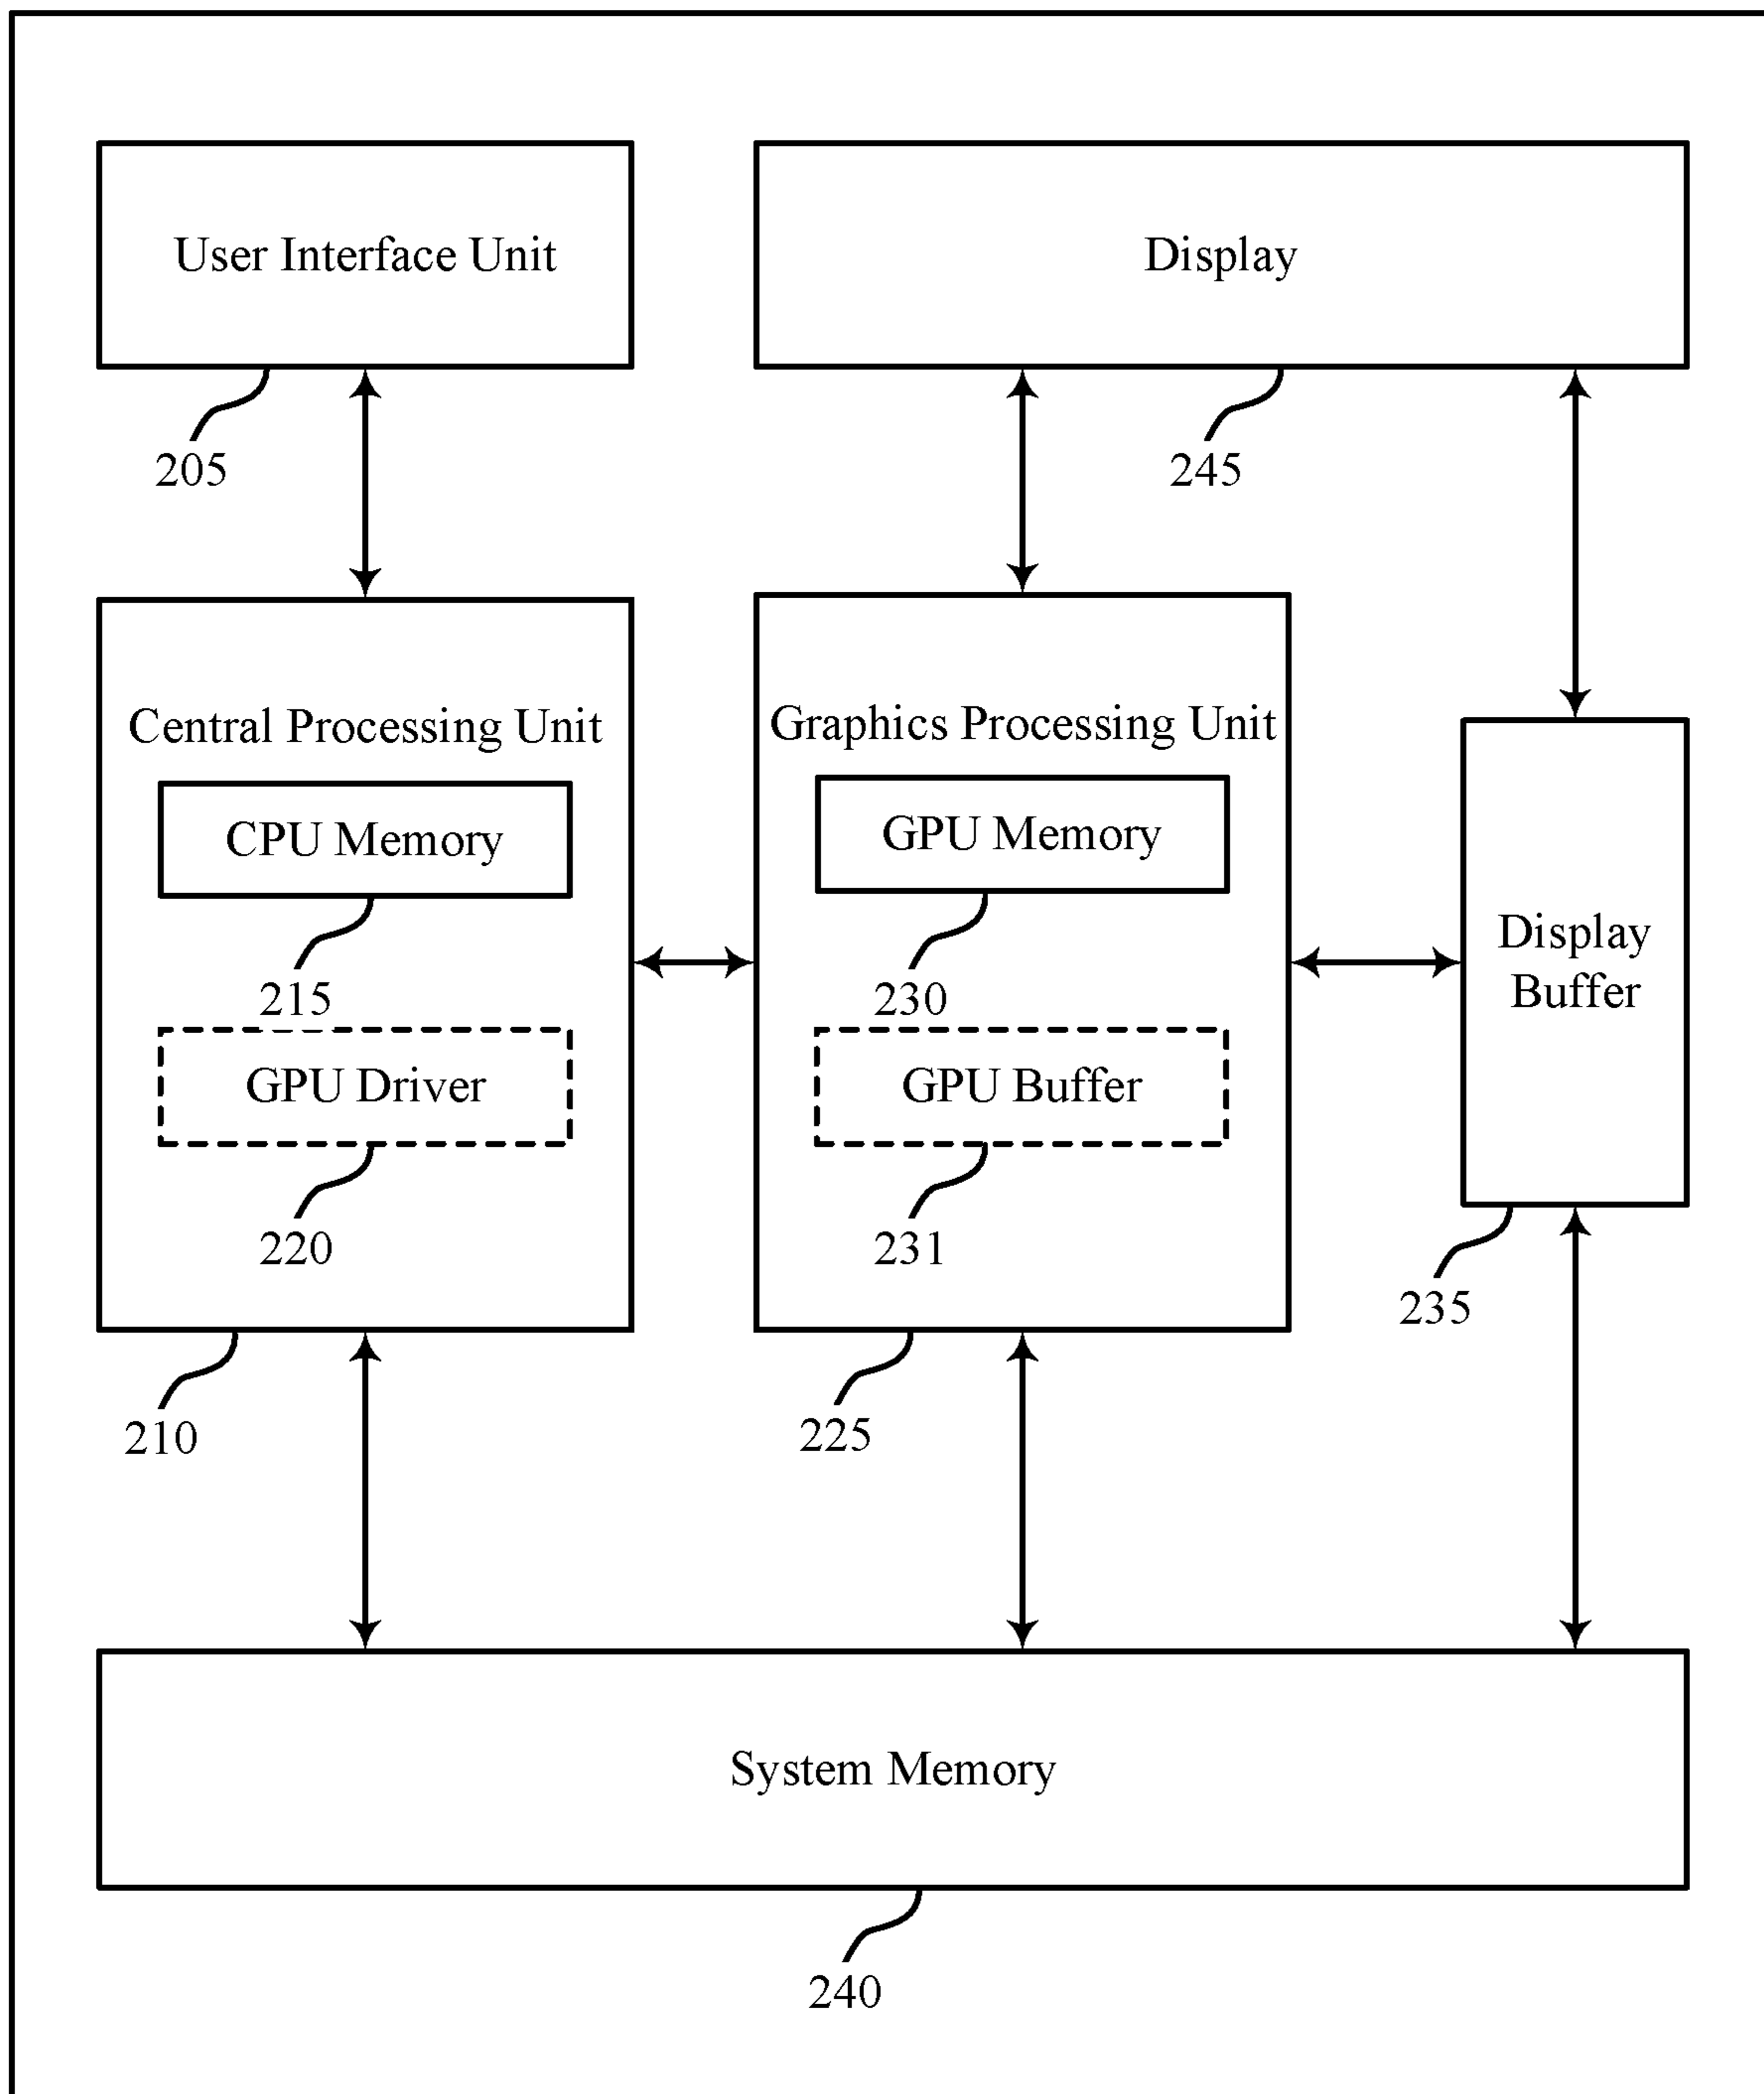 User Interface Unit
Display
205
245
Central Processing Unit
CPU Memory
215
GPU Driver
220
210
Graphics Processing Unit
GPU Memory
230
GPU Buffer
231
225
Display
Buffer
235
System Memory
240